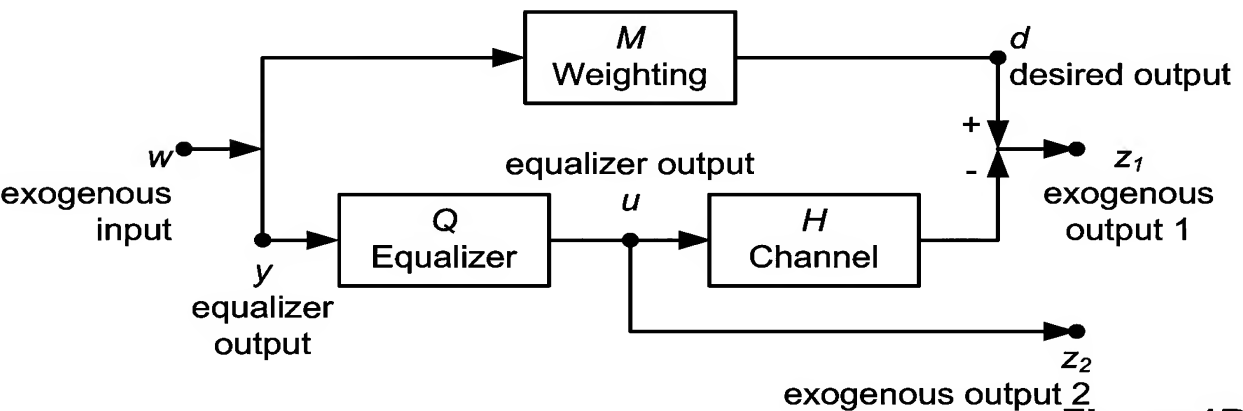 M
Weighting
d
desired output
+
w
exogenous
input
equalizer output
u
-
z1
exogenous
output 1
Q
Equalizer
H
Channel
y
equalizer
output
z2
exogenous output 2